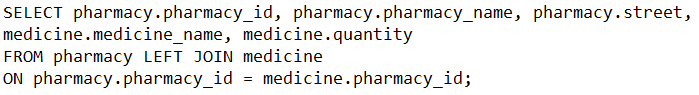 SELECT pharmacy.pharmacy_id, pharmacy.pharmacy_name, pharmacy.street,
medicine.medicine_name, medicine.quantity
FROM pharmacy LEFT JOIN medicine
ON pharmacy.pharmacy_id = medicine.pharmacy_id;